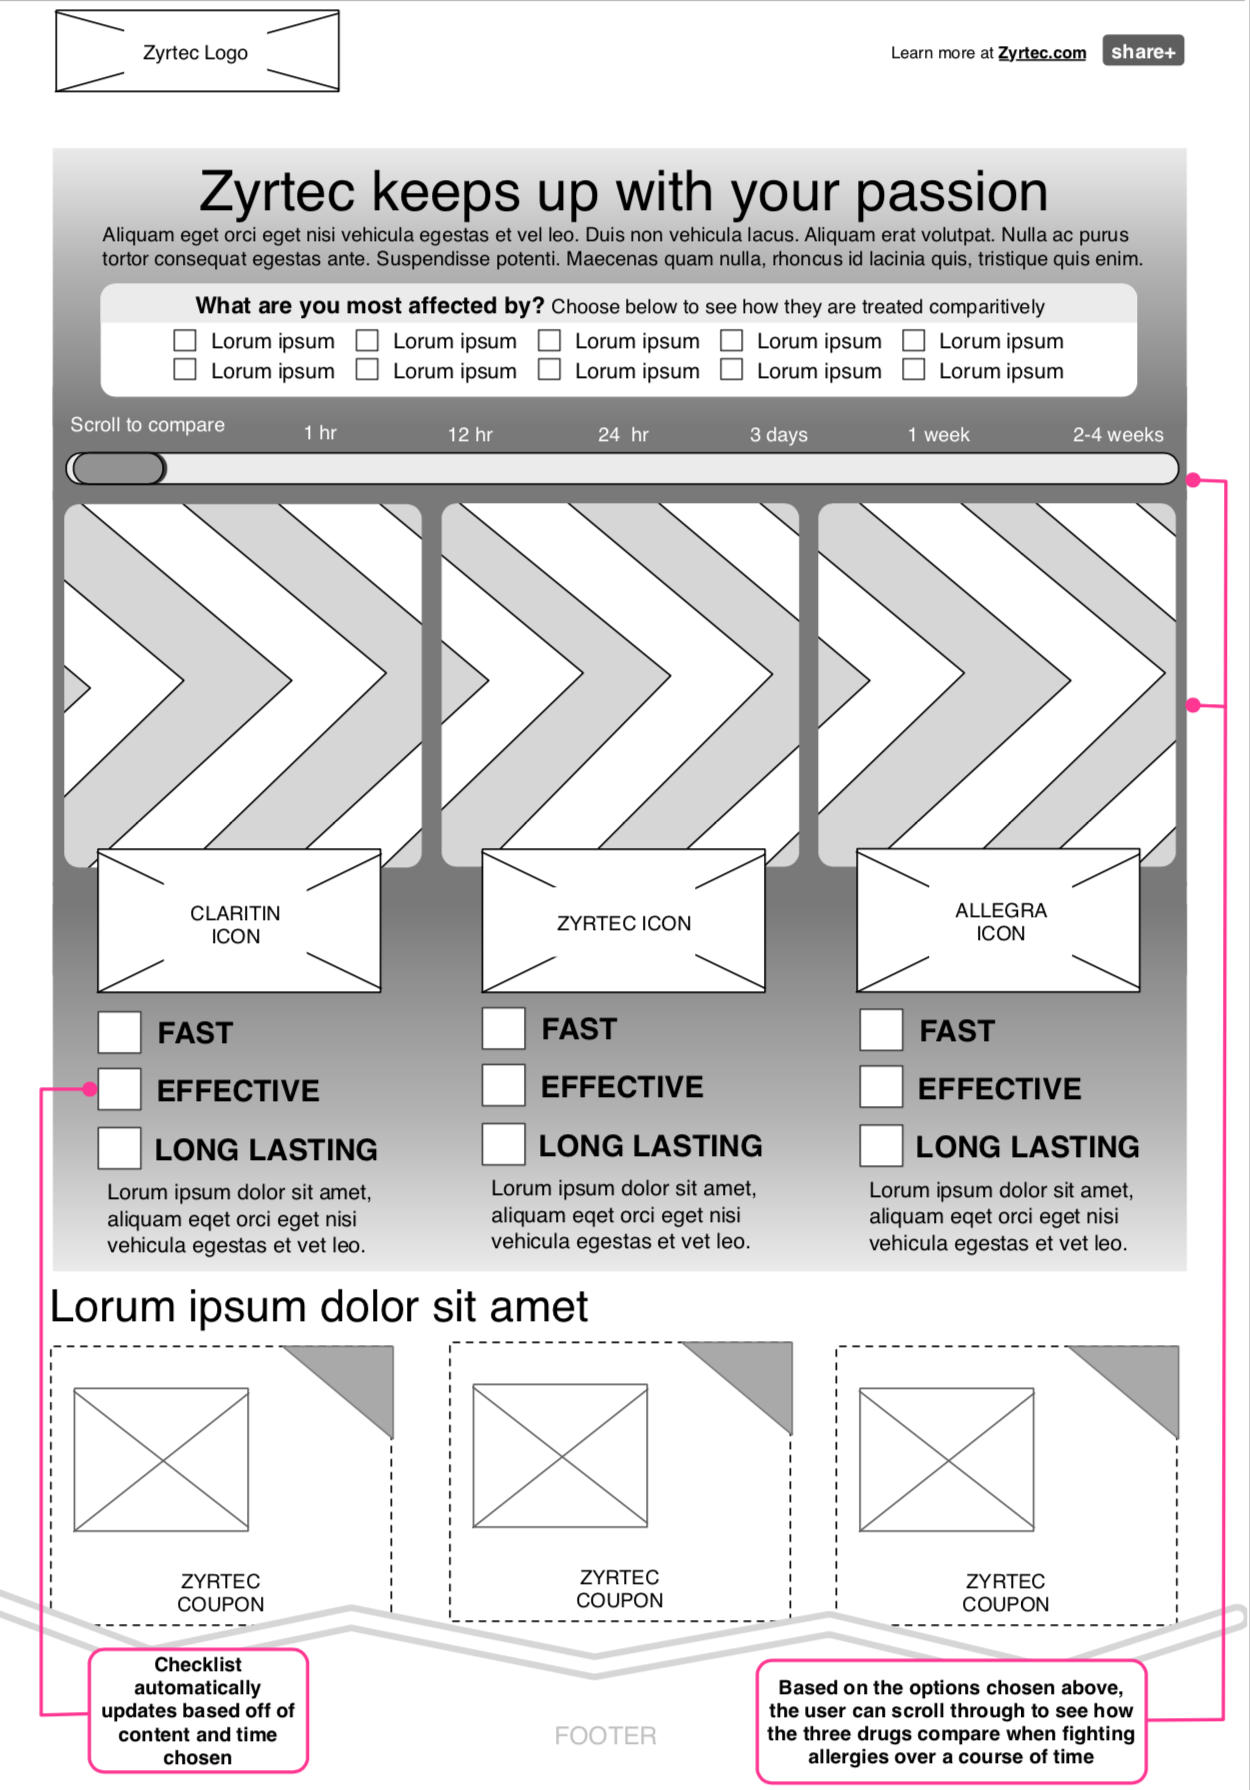 Zyrtec Logo
Learn more at Zyrtec.com
share+
Zyrtec keeps up with your passion
Aliquam eget orci eget nisi vehicula egestas et vel leo. Duis non vehicula lacus. Aliquam erat volutpat. Nulla ac purus
tortor consequat egestas ante. Suspendisse potenti. Maecenas quam nulla, rhoncus id lacinia quis, tristique quis enim.
What are you most affected by? Choose below to see how they are treated comparitively
Lorum ipsum Lorum ipsum Lorum ipsum Lorum ipsum Lorum ipsum
Lorum ipsum Lorum ipsum Lorum ipsum Lorum ipsum Lorum ipsum
Scroll to compare 1 hr 12 hr 24 hr 3 days 1 week 2-4 weeks
CLARITIN
ICON
ZYRTEC ICON
ALLEGRA
ICON
FAST
EFFECTIVE
LONG LASTING
Lorum ipsum dolor sit amet,
aliquam eqet orci eget nisi
vehicula egestas et vet leo.
FAST
EFFECTIVE
LONG LASTING
Lorum ipsum dolor sit amet,
aliquam eqet orci eget nisi
vehicula egestas et vet leo.
FAST
EFFECTIVE
LONG LASTING
Lorum ipsum dolor sit amet,
aliquam eqet orci eget nisi
vehicula egestas et vet leo.
Lorum ipsum dolor sit amet
ZYRTEC
COUPON
ZYRTEC
COUPON
ZYRTEC
COUPON
Checklist
automatically
updates based off of
content and time
chosen
FOOTER
Based on the options chosen above,
the user can scroll through to see how
the three drugs compare when fighting
allergies over a course of time